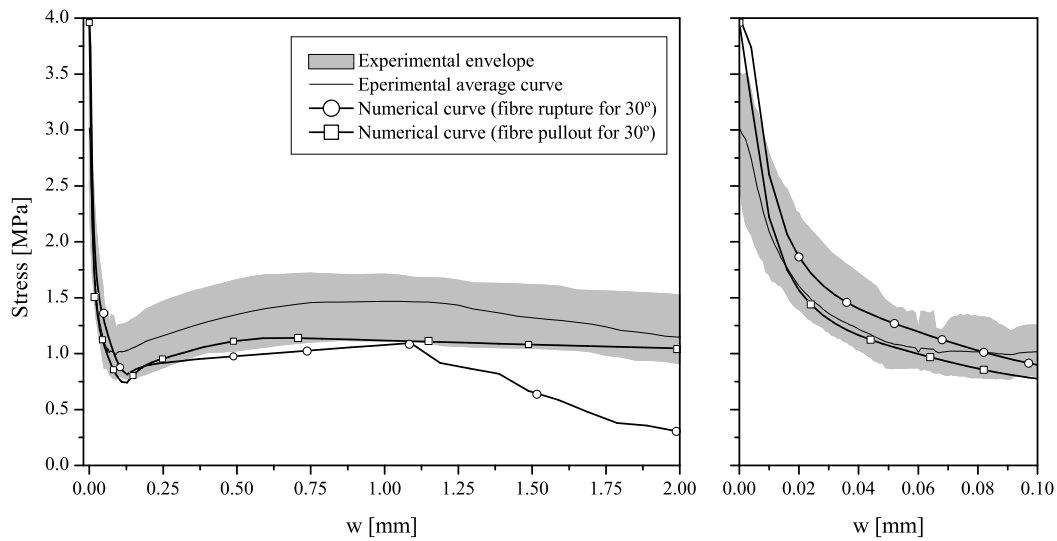 4.0
3.5
3.0
2.5
2.0
1.5
1.0
0.5
0.0
Stress [MPa]
Experimental envelope
Eperimental average curve
Numerical curve (fibre rupture for 30º)
Numerical curve (fibre pullout for 30º)
0.00 0.25 0.50 0.75 1.00 1.25 1.50 1.75 2.00
w [mm]
0.00 0.02 0.04 0.06 0.08 0.10
w [mm]